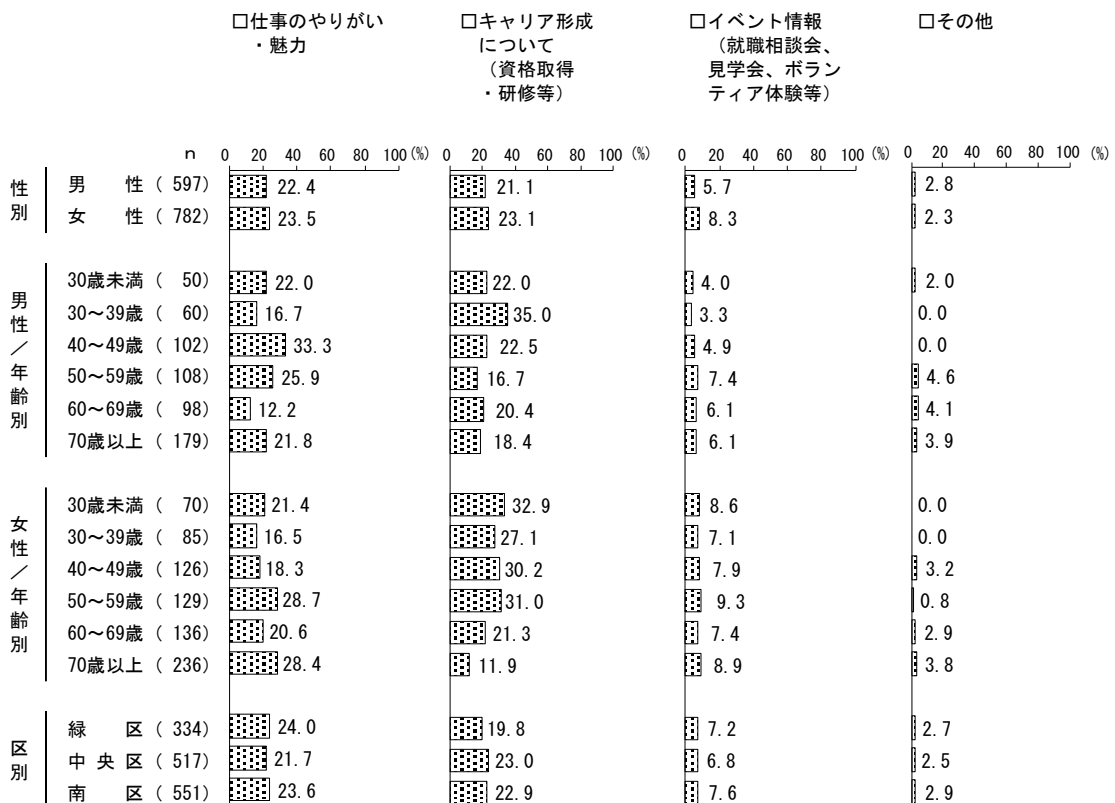 □仕事のやりがい
・魅力
□キャリア形成
について
（資格取得
・研修等）
□イベント情報
（就職相談会、
見学会、ボラン
ティア体験等）
□その他
n 0 20 40 60 80 100 (%) 0 20 40 60 80 100 (%) 0 20 40 60 80 100 (%) 0 20 40 60 80 100 (%)
性別
男 性 ( 597) 22.4 21.1 5.7 2.8
女 性 ( 782) 23.5 23.1 8.3 2.3
男性／年齢別
30歳未満 ( 50) 22.0 22.0 4.0 2.0
30～39歳 ( 60) 16.7 35.0 3.3 0.0
40～49歳 ( 102) 33.3 22.5 4.9 0.0
50～59歳 ( 108) 25.9 16.7 7.4 4.6
60～69歳 ( 98) 12.2 20.4 6.1 4.1
70歳以上 ( 179) 21.8 18.4 6.1 3.9
女性／年齢別
30歳未満 ( 70) 21.4 32.9 8.6 0.0
30～39歳 ( 85) 16.5 27.1 7.1 0.0
40～49歳 ( 126) 18.3 30.2 7.9 3.2
50～59歳 ( 129) 28.7 31.0 9.3 0.8
60～69歳 ( 136) 20.6 21.3 7.4 2.9
70歳以上 ( 236) 28.4 11.9 8.9 3.8
区別
緑 区 ( 334) 24.0 19.8 7.2 2.7
中 央 区 ( 517) 21.7 23.0 6.8 2.5
南 区 ( 551) 23.6 22.9 7.6 2.9